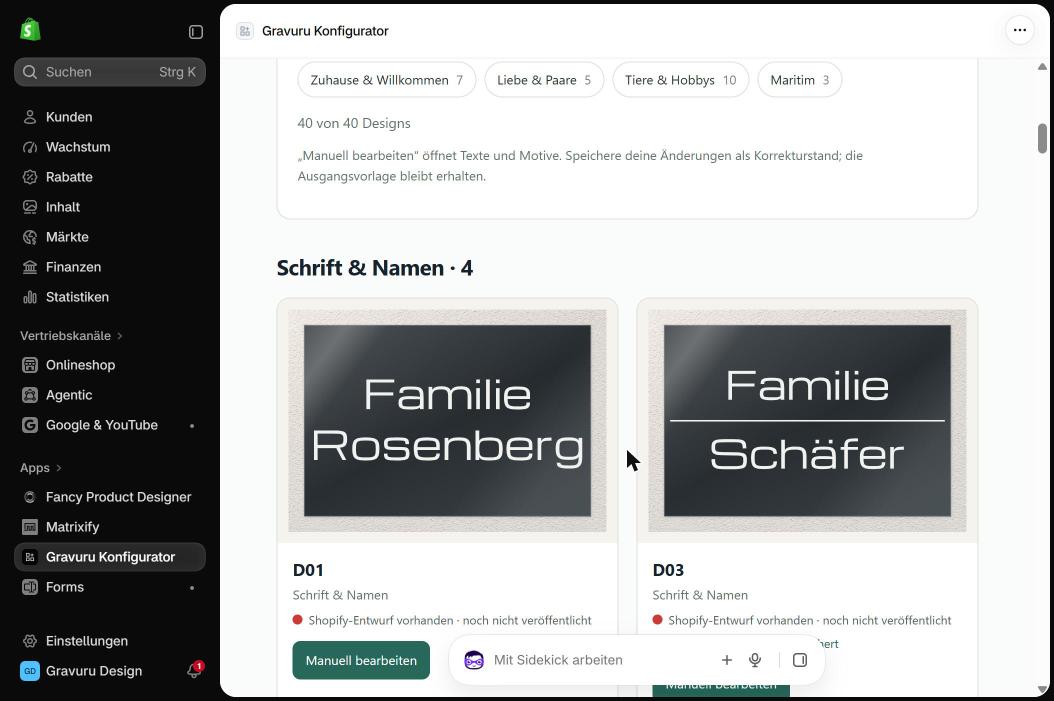 Suchen Strg K
Kunden
Wachstum
Rabatte
Inhalt
Märkte
Finanzen
Statistiken
Vertriebskanäle
Onlineshop
Agentic
Google & YouTube
Apps
Fancy Product Designer
Matrixify
Gravuru Konfigurator
Forms
Einstellungen
GD Gravuru Design 1
Gravuru Konfigurator
Zuhause & Willkommen 7 Liebe & Paare 5 Tiere & Hobbys 10 Maritim 3
40 von 40 Designs
„Manuell bearbeiten“ öffnet Texte und Motive. Speichere deine Änderungen als Korrekturstand; die
Ausgangsvorlage bleibt erhalten.
Schrift & Namen · 4
Familie
Rosenberg
D01
Schrift & Namen
Shopify-Entwurf vorhanden · noch nicht veröffentlicht
Manuell bearbeiten
Familie
Schäfer
D03
Schrift & Namen
Shopify-Entwurf vorhanden · noch nicht veröffentlicht
Manuell bearbeiten
Mit Sidekick arbeiten